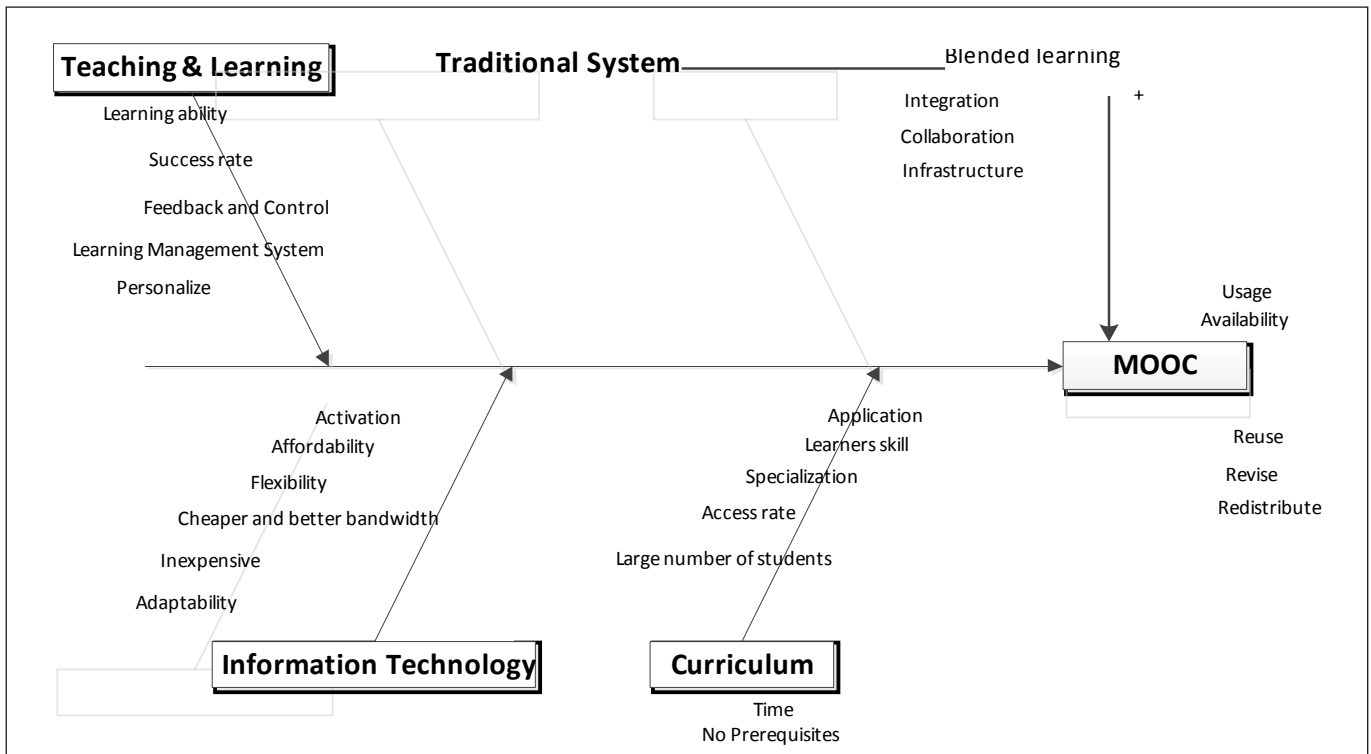 Teaching & Learning
Traditional System
Blended learning
Learning ability
Success rate
Feedback and Control
Learning Management System
Personalize
+
Integration
Collaboration
Infrastructure
Usage
Availability
MOOC
Reuse
Revise
Redistribute
Activation
Affordability
Flexibility
Cheaper and better bandwidth
Inexpensive
Adaptability
Information Technology
Application
Learners skill
Specialization
Access rate
Large number of students
Curriculum
Time
No Prerequisites